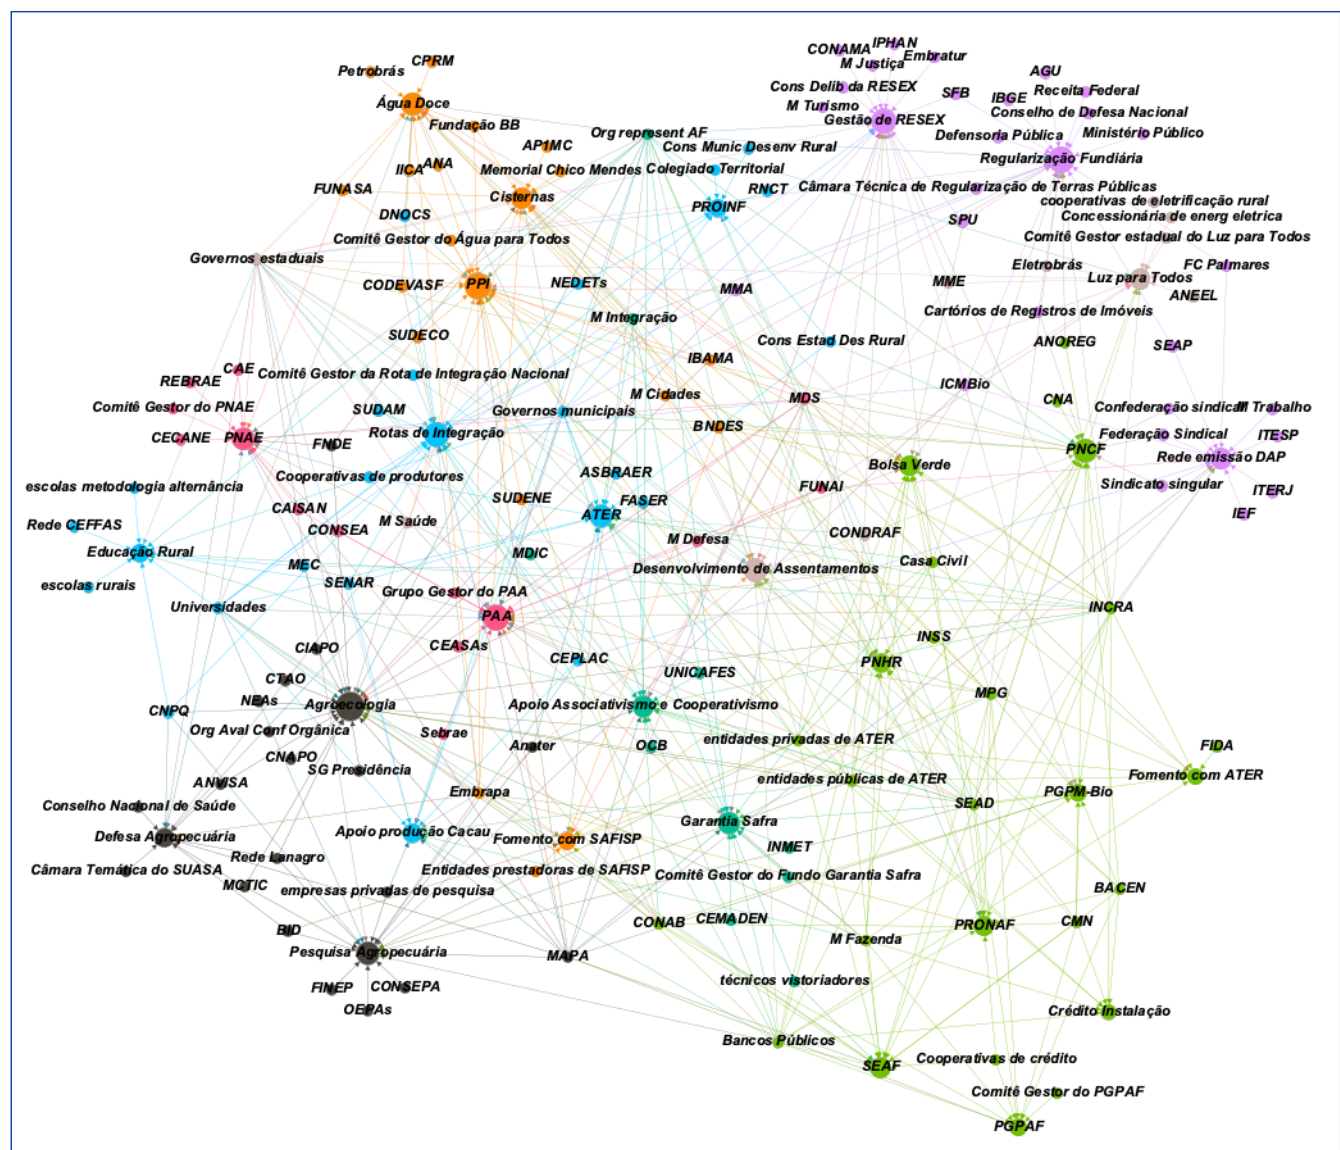 CONAMA
IPHAN
M Justiça
Embratur
CPRM
Petrobrás
AGU
Cons Delib da RESEX
SFB
IBGE
Receita Federal
Água Doce
M Turismo
Gestão de RESEX
Conselho de Defesa Nacional
Fundação BB
Org represent AF
Defensoria Pública
Ministério Público
AP1MC
Cons Munic Desenv Rural
Regularização Fundiária
IICA
ANA
Memorial Chico Mendes
Colegiado Territorial
FUNASA
Cisternas
RNCT
Câmara Técnica de Regularização de Terras Públicas
cooperativas de eletrificação rural
PROINF
DNOCS
SPU
Concessionária de energ eletrica
Comitê Gestor do Água para Todos
Comitê Gestor estadual do Luz para Todos
Governos estaduais
Eletrobrás
FC Palmares
CODEVASF
PPI
NEDETs
MMA
MME
Luz para Todos
ANEEL
M Integração
Cartórios de Registros de Imóveis
SUDECO
Cons Estad Des Rural
ANOREG
SEAP
IBAMA
CAE
REBRAE
Comitê Gestor da Rota de Integração Nacional
ICMBio
M Cidades
MDS
CNA
Comitê Gestor do PNAE
SUDAM
Governos municipais
Confederação sindical
M Trabalho
BNDES
CECANE
PNAE
FNDE
Rotas de Integração
Federação Sindical
ITESP
PNCF
Rede emissão DAP
Bolsa Verde
Cooperativas de produtores
ASBRAER
FUNAI
Sindicato singular
ITERJ
escolas metodologia alternância
SUDENE
FASER
CAISAN
ATER
IEF
Rede CEFFAS
CONSEA
M Saúde
M Defesa
CONDRAF
Educação Rural
MDIC
MEC
Desenvolvimento de Assentamentos
Casa Civil
escolas rurais
SENAR
Grupo Gestor do PAA
Universidades
PAA
INCRA
CIAPO
CEASAs
INSS
CEPLAC
UNICAFES
PNHR
CTAO
NEAs
Agroecologia
Apoio Associativismo e Cooperativismo
MPG
CNPQ
Org Aval Conf Orgânica
Sebrae
Anater
OCB
entidades privadas de ATER
FIDA
CNAPO
SG Presidência
ANVISA
entidades públicas de ATER
Fomento com ATER
Embrapa
PGPM-Bio
Conselho Nacional de Saúde
SEAD
Defesa Agropecuária
Apoio produção Cacau
Fomento com SAFISP
Garantia Safra
Rede Lanagro
INMET
Câmara Temática do SUASA
Entidades prestadoras de SAFISP
Comitê Gestor do Fundo Garantia Safra
MCTIC
empresas privadas de pesquisa
BACEN
CONAB
CEMADEN
PRONAF
CMN
BID
M Fazenda
Pesquisa Agropecuária
MAPA
técnicos vistoriadores
FINEP
CONSEPA
OEPAs
Crédito Instalação
Bancos Públicos
SEAF
Cooperativas de crédito
Comitê Gestor do PGPAF
PGPAF